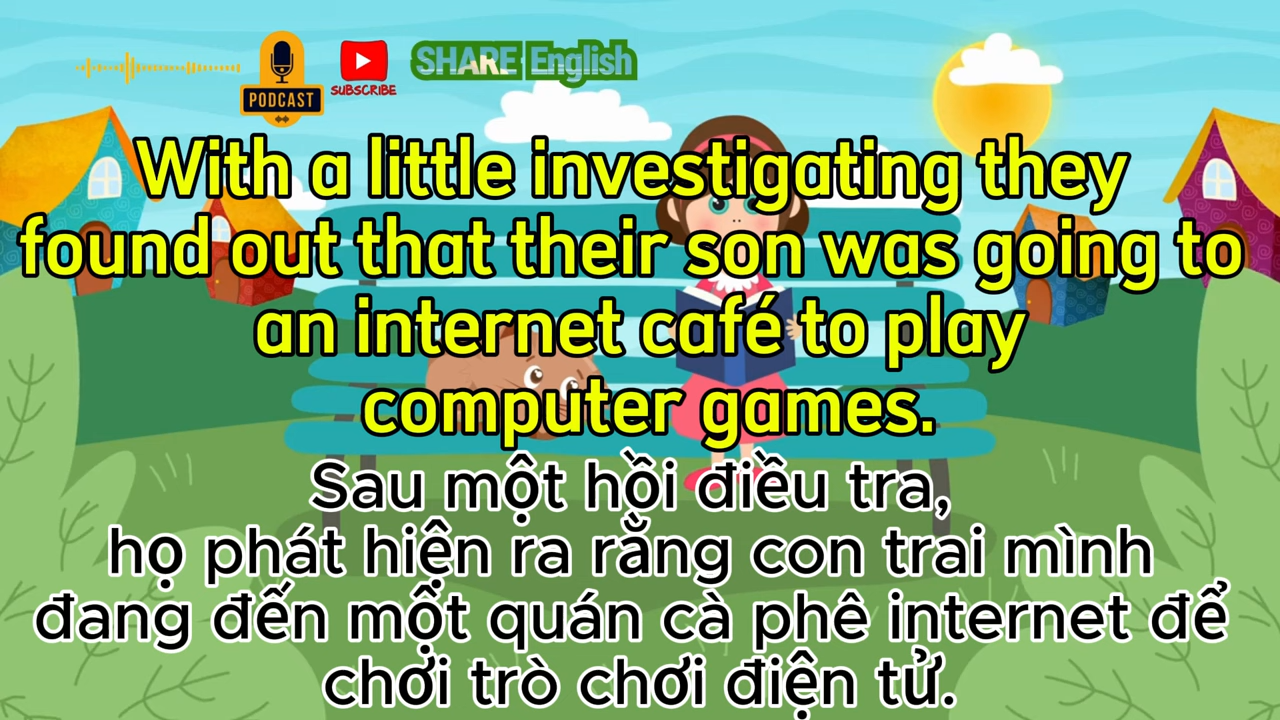 PODCAST
SUBSCRIBE
SHARE English
With a little investigating they
found out that their son was going to
an internet café to play
computer games.
Sau một hồi điều tra,
họ phát hiện ra rằng con trai mình
đang đến một quán cà phê internet để
chơi trò chơi điện tử.